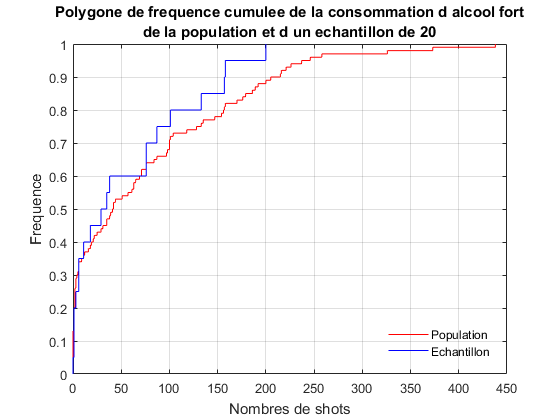 Polygone de frequence cumulee de la consommation d alcool fort
de la population et d un echantillon de 20
1
0.9
0.8
0.7
0.6
0.5
0.4
0.3
0.2
0.1
0
Frequence
0 50 100 150 200 250 300 350 400 450
Nombres de shots
Population
Echantillon